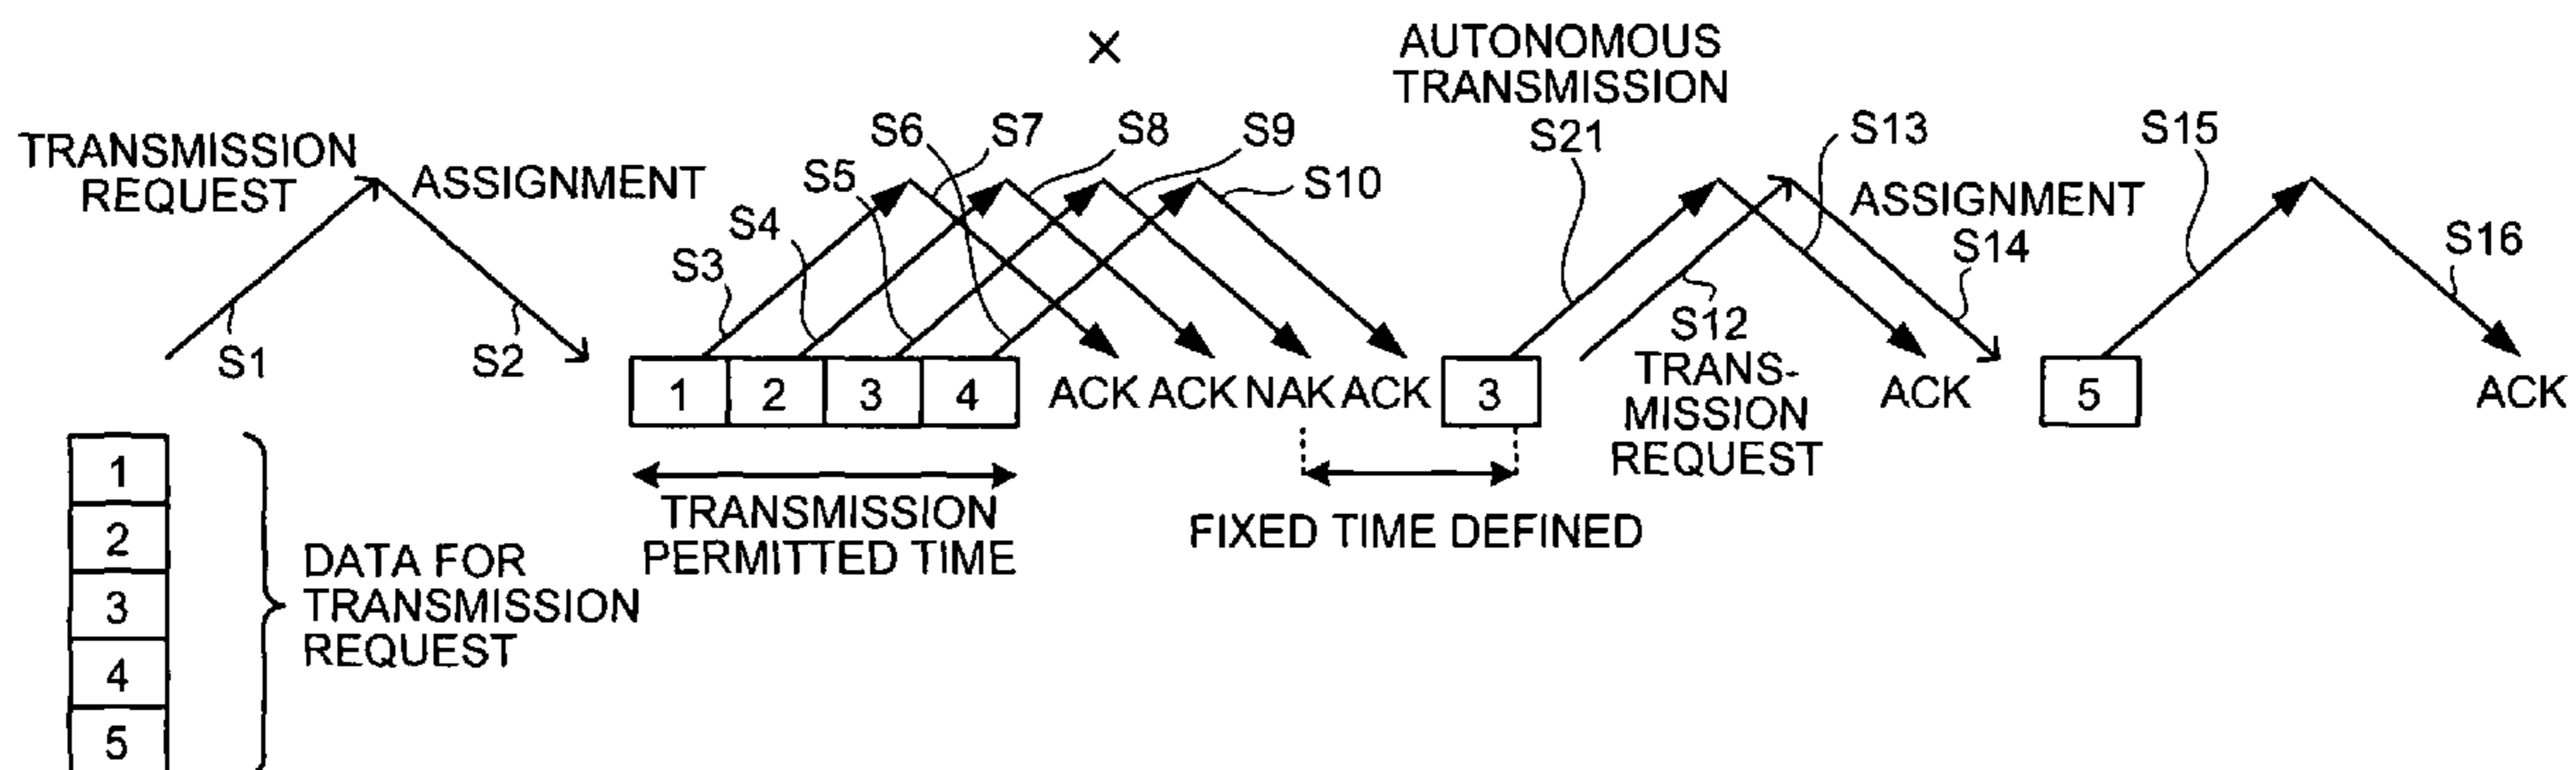 ×
AUTONOMOUS
TRANSMISSION
S21
TRANSMISSION
REQUEST
ASSIGNMENT
S1
S2
S3
S4
S5
S6
S7
S8
S9
S10
S13
ASSIGNMENT
S14
S15
S16
S12
TRANS-
MISSION
REQUEST
1 2 3 4
ACK ACK NAK ACK
3
ACK
5
ACK
TRANSMISSION
PERMITTED TIME
FIXED TIME DEFINED
1
2
3
4
5
DATA FOR
TRANSMISSION
REQUEST